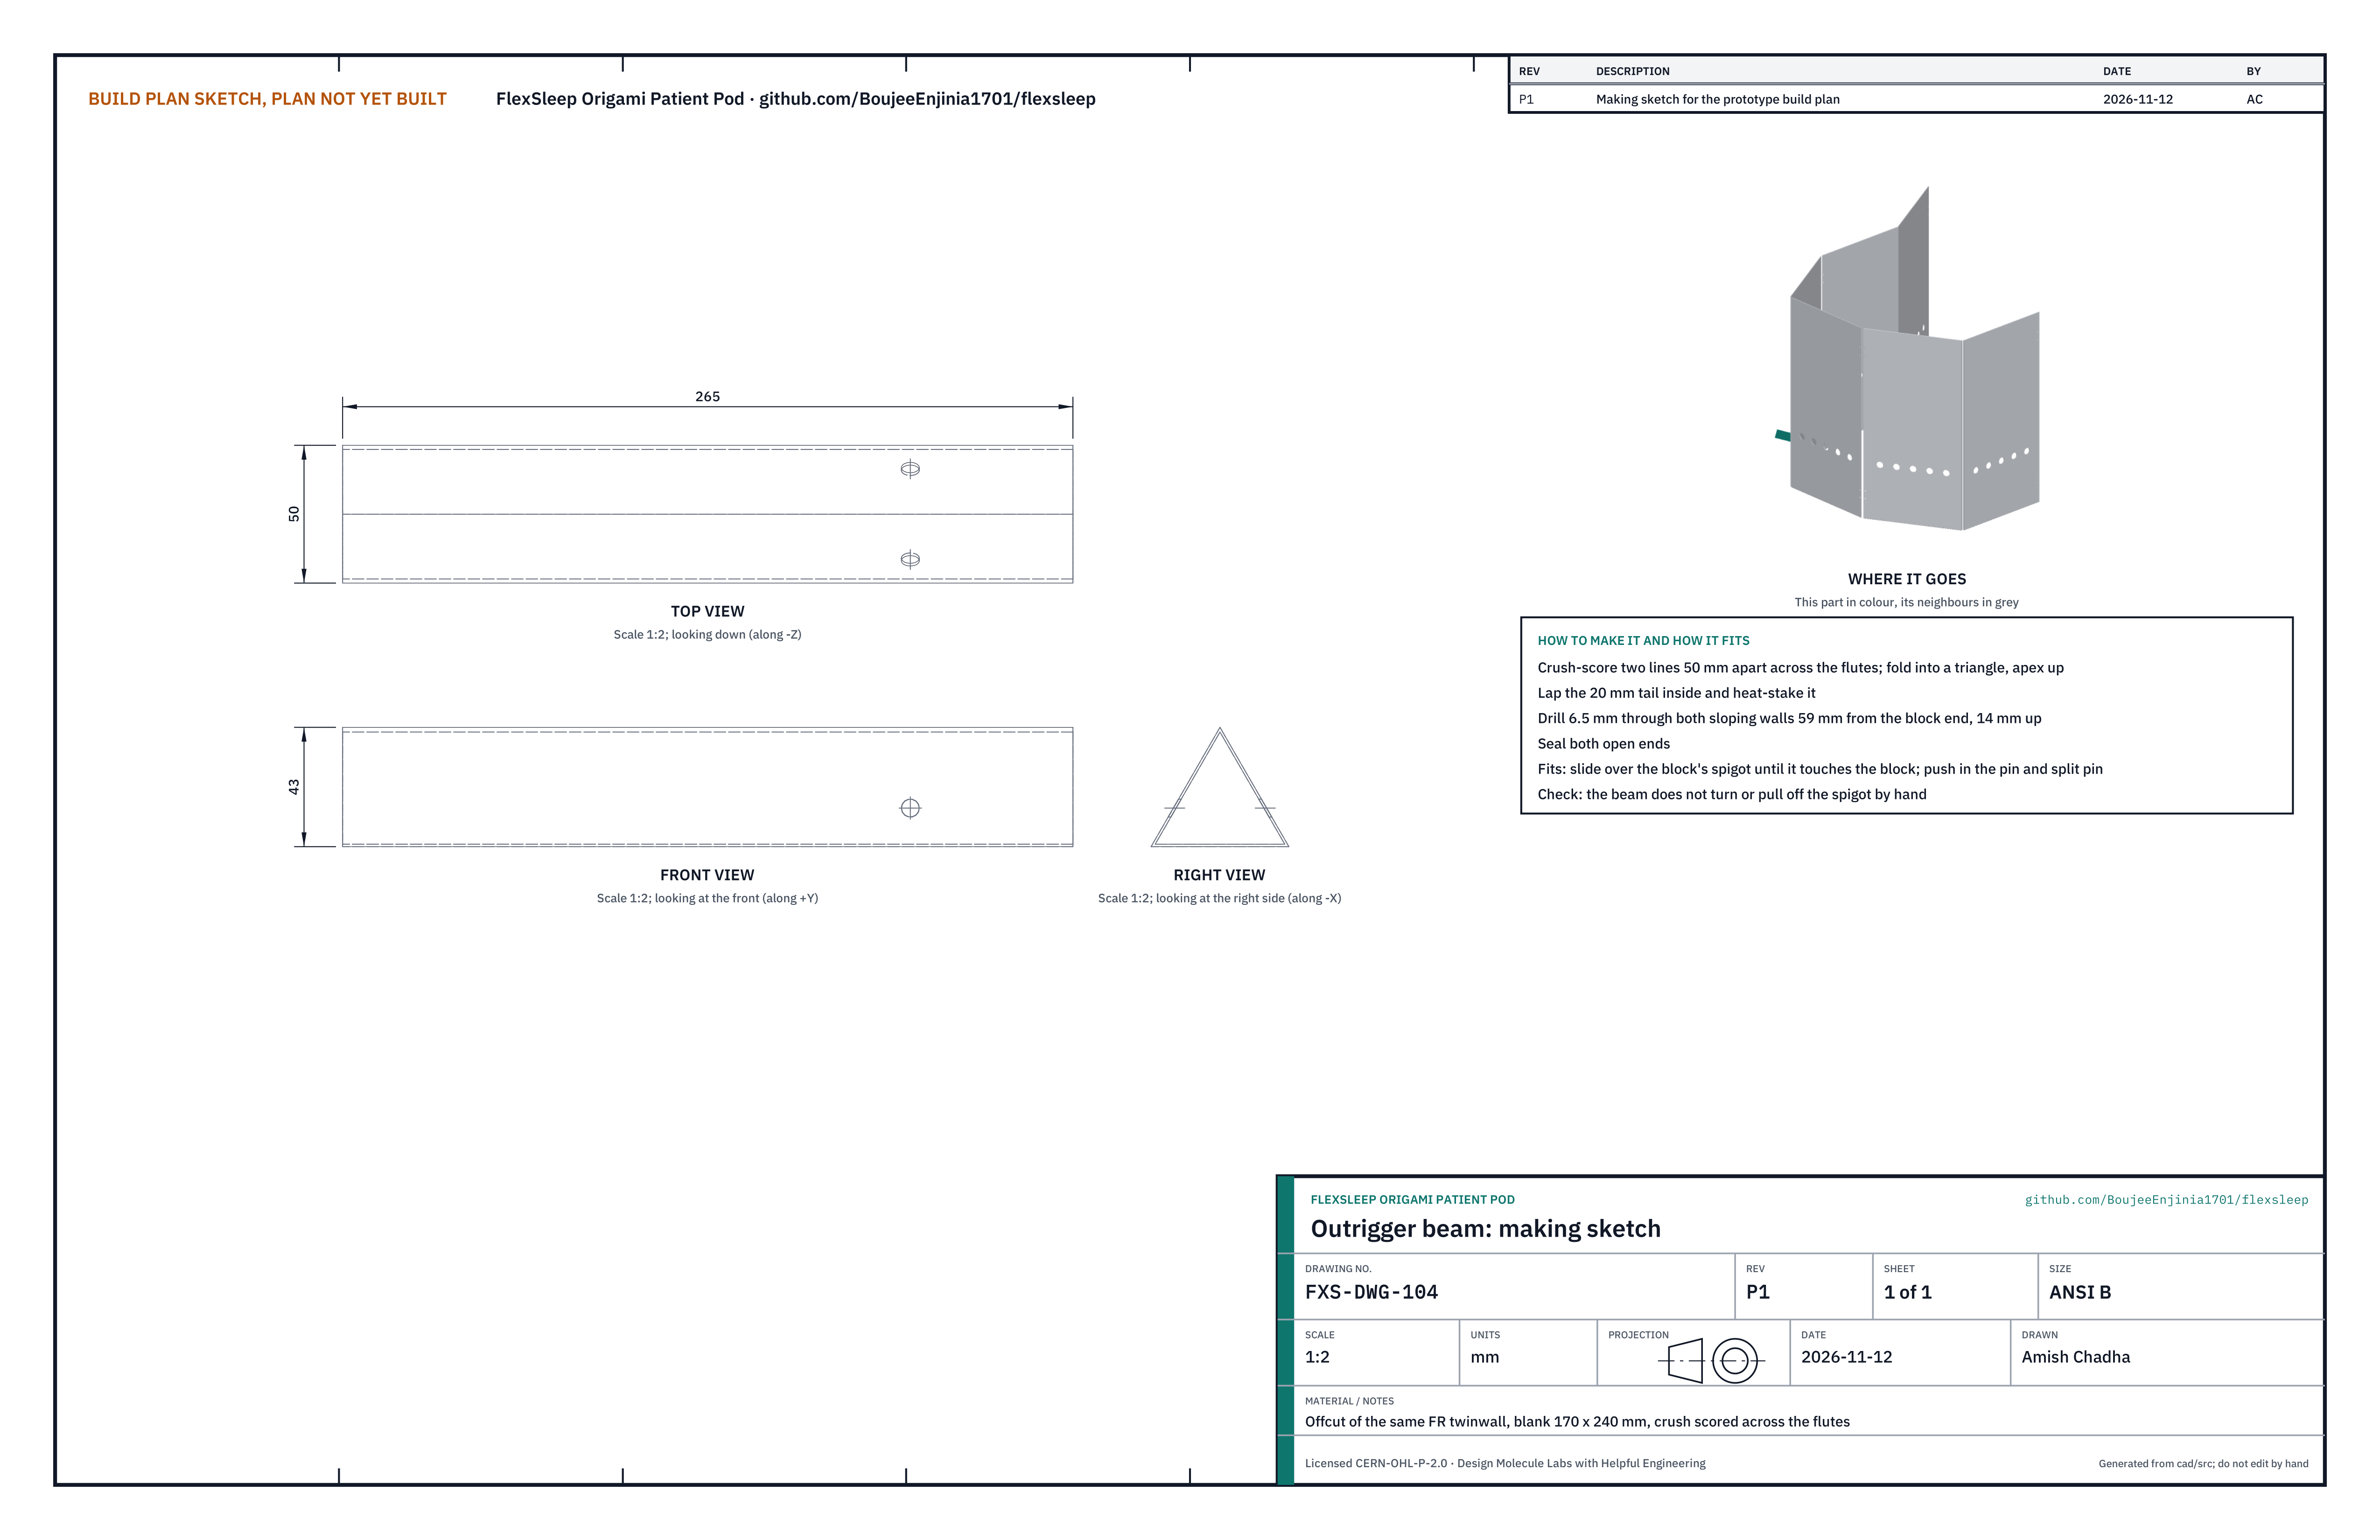 BUILD PLAN SKETCH, PLAN NOT YET BUILT
FlexSleep Origami Patient Pod · github.com/BoujeeEnjinia1701/flexsleep
REV DESCRIPTION DATE BY
P1 Making sketch for the prototype build plan 2026-11-12 AC
265
50
TOP VIEW
Scale 1:2; looking down (along -Z)
43
FRONT VIEW
Scale 1:2; looking at the front (along +Y)
RIGHT VIEW
Scale 1:2; looking at the right side (along -X)
WHERE IT GOES
This part in colour, its neighbours in grey
HOW TO MAKE IT AND HOW IT FITS
Crush-score two lines 50 mm apart across the flutes; fold into a triangle, apex up
Lap the 20 mm tail inside and heat-stake it
Drill 6.5 mm through both sloping walls 59 mm from the block end, 14 mm up
Seal both open ends
Fits: slide over the block's spigot until it touches the block; push in the pin and split pin
Check: the beam does not turn or pull off the spigot by hand
FLEXSLEEP ORIGAMI PATIENT POD github.com/BoujeeEnjinia1701/flexsleep
Outrigger beam: making sketch
DRAWING NO. REV SHEET SIZE
FXS-DWG-104 P1 1 of 1 ANSI B
SCALE UNITS PROJECTION DATE DRAWN
1:2 mm 2026-11-12 Amish Chadha
MATERIAL / NOTES
Offcut of the same FR twinwall, blank 170 x 240 mm, crush scored across the flutes
Licensed CERN-OHL-P-2.0 · Design Molecule Labs with Helpful Engineering Generated from cad/src; do not edit by hand